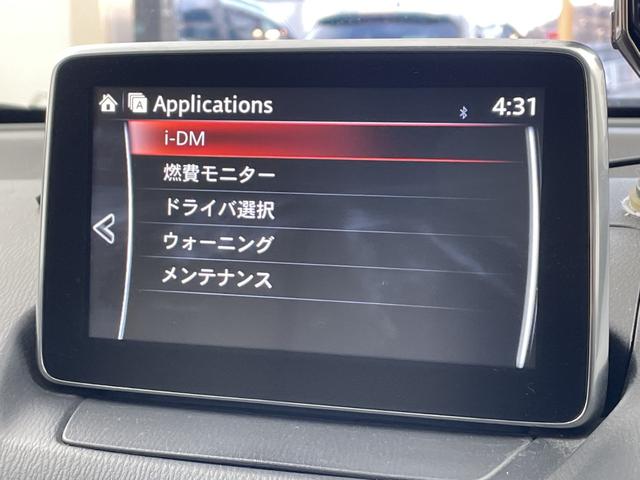 Applications 4:31
i-DM
燃費モニター
ドライバ選択
ウォーニング
メンテナンス